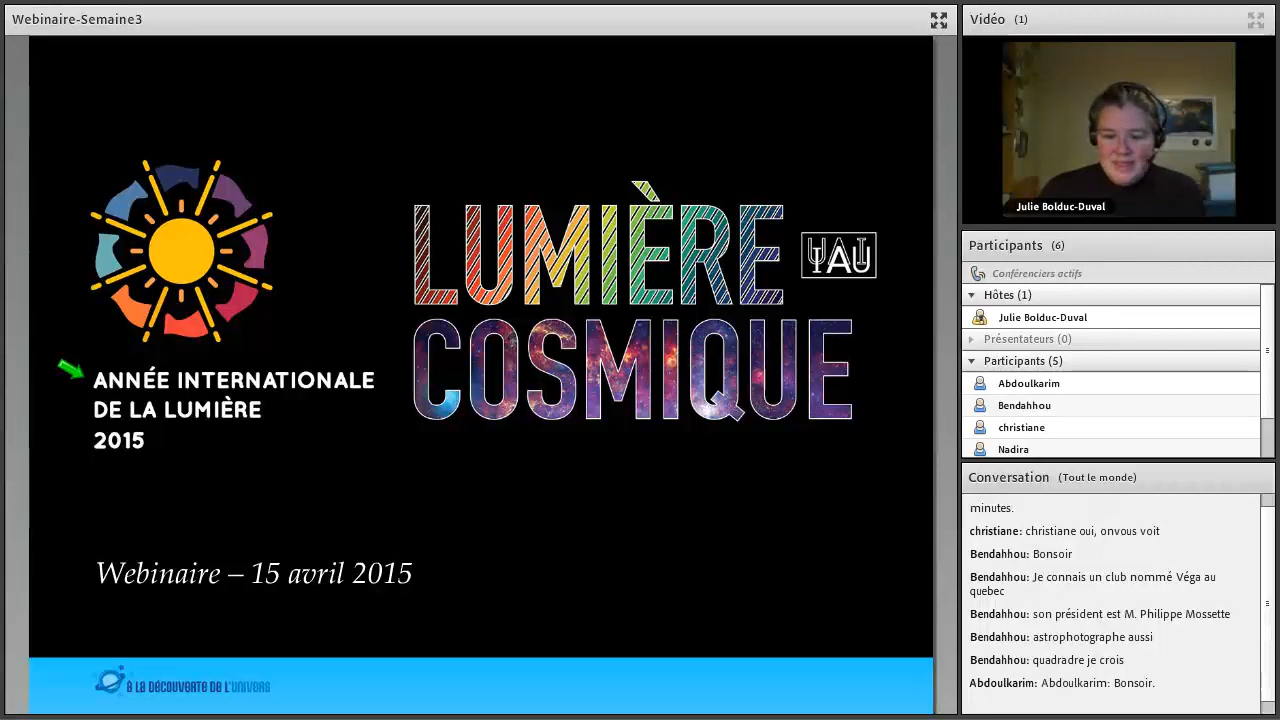 Webinaire-Semaine3
LUMIÈRE
IAU
COSMIQUE
ANNÉE INTERNATIONALE
DE LA LUMIÈRE
2015
Webinaire – 15 avril 2015
À LA DÉCOUVERTE DE L'UNIVERS
Vidéo (1)
Julie Bolduc-Duval
Participants (6)
Conférenciers actifs
Hôtes (1)
Julie Bolduc-Duval
Présentateurs (0)
Participants (5)
Abdoulkarim
Bendahhou
christiane
Nadira
Conversation (Tout le monde)
minutes.
christiane: christiane oui, onvous voit
Bendahhou: Bonsoir
Bendahhou: Je connais un club nommé Véga au
quebec
Bendahhou: son président est M. Philippe Mossette
Bendahhou: astrophotographe aussi
Bendahhou: quadradre je crois
Abdoulkarim: Abdoulkarim: Bonsoir.